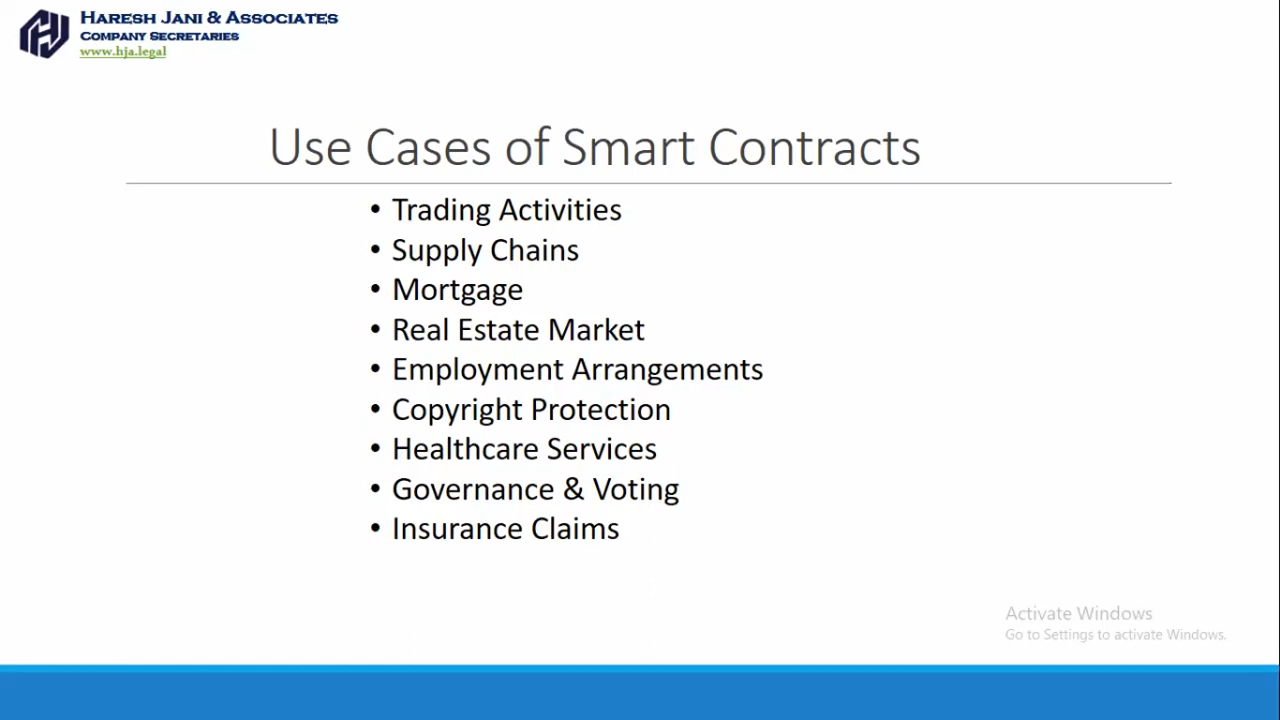 Haresh Jani & Associates
Company Secretaries
www.hja.legal
Use Cases of Smart Contracts
• Trading Activities
• Supply Chains
• Mortgage
• Real Estate Market
• Employment Arrangements
• Copyright Protection
• Healthcare Services
• Governance & Voting
• Insurance Claims
Activate Windows
Go to Settings to activate Windows.